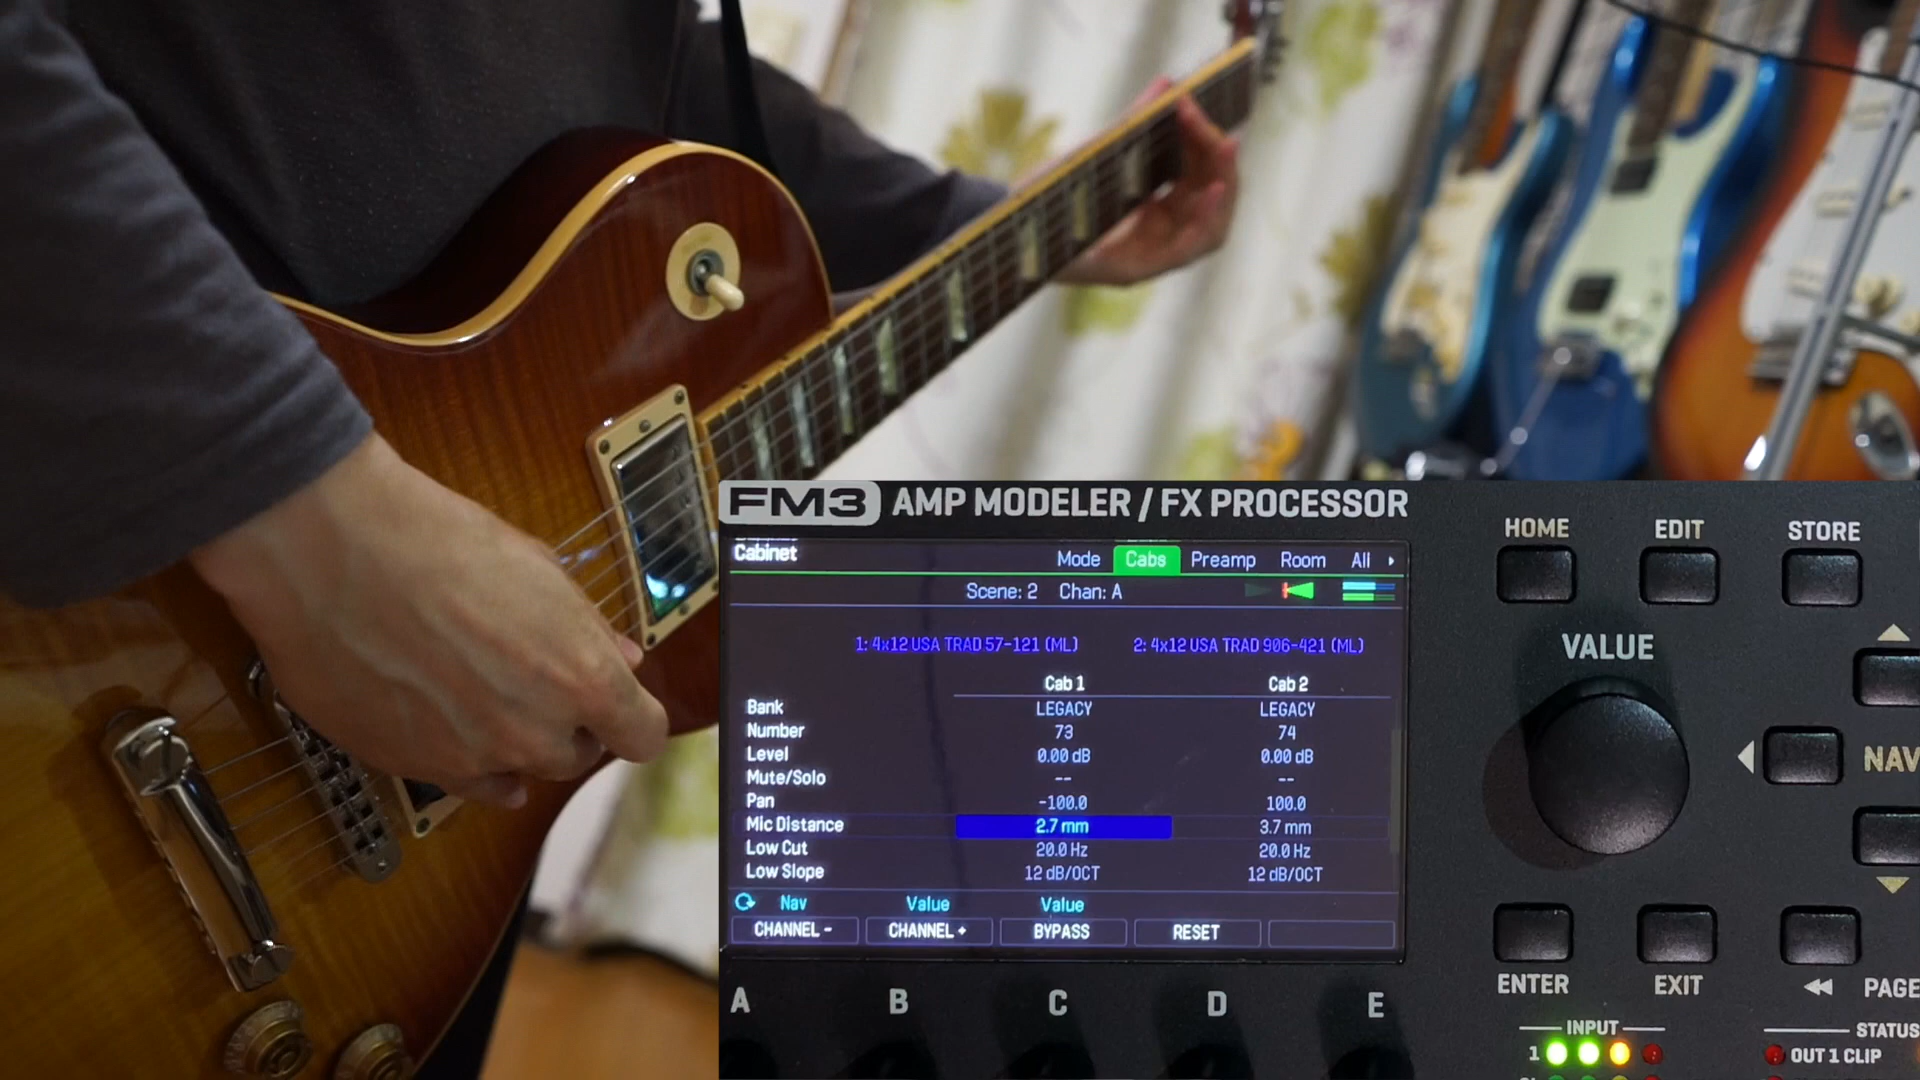 FM3 AMP MODELER / FX PROCESSOR
Cabinet Mode Cabs Preamp Room All
Scene: 2 Chan: A
1: 4x12 USA TRAD 57-121 (ML) 2: 4x12 USA TRAD 906-421 (ML)
Cab 1 Cab 2
Bank LEGACY LEGACY
Number 73 74
Level 0.00 dB 0.00 dB
Mute/Solo -- --
Pan -100.0 100.0
Mic Distance 2.7 mm 3.7 mm
Low Cut 20.0 Hz 20.0 Hz
Low Slope 12 dB/OCT 12 dB/OCT
Nav Value Value
CHANNEL - CHANNEL + BYPASS RESET
A B C D E
HOME EDIT STORE
VALUE
NAV
ENTER EXIT PAGE
INPUT STATUS
1 OUT 1 CLIP